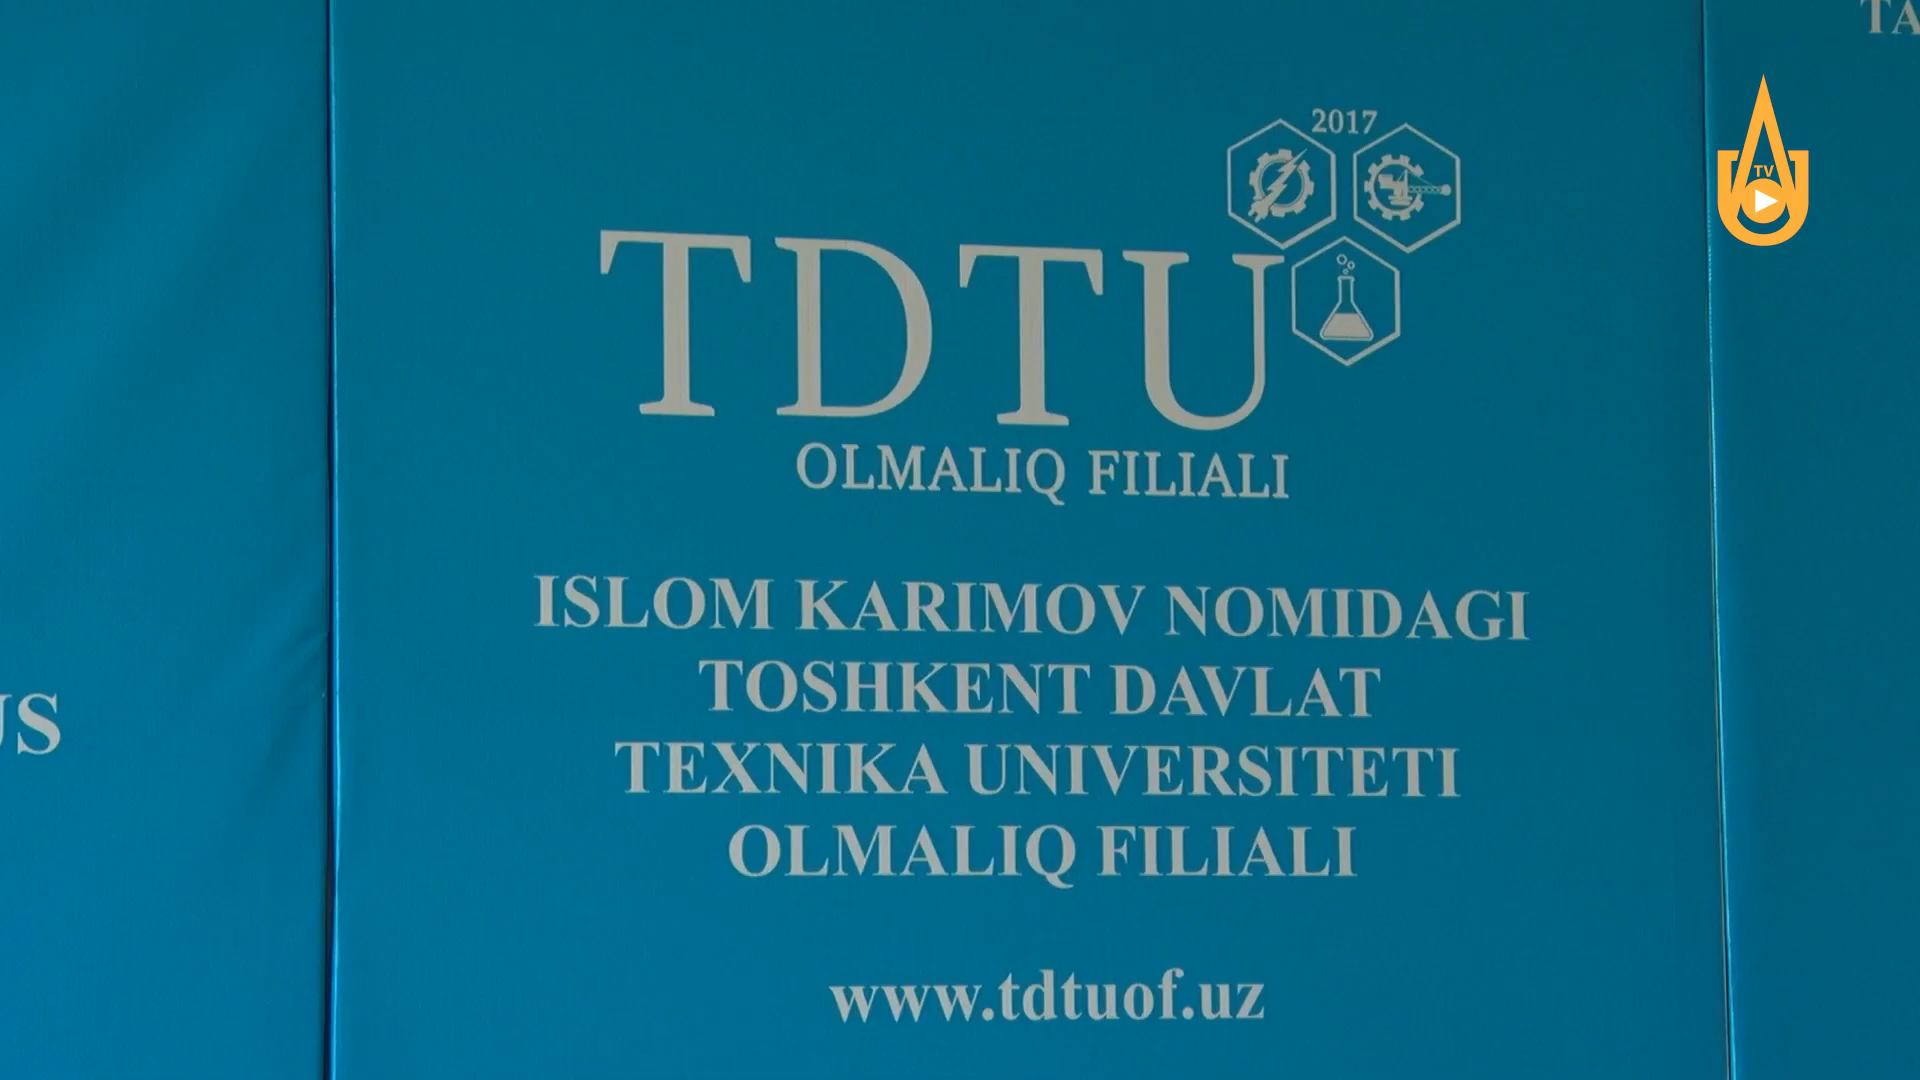 2017
TDTU
OLMALIQ FILIALI
ISLOM KARIMOV NOMIDAGI
TOSHKENT DAVLAT
TEXNIKA UNIVERSITETI
OLMALIQ FILIALI
www.tdtuof.uz
TV